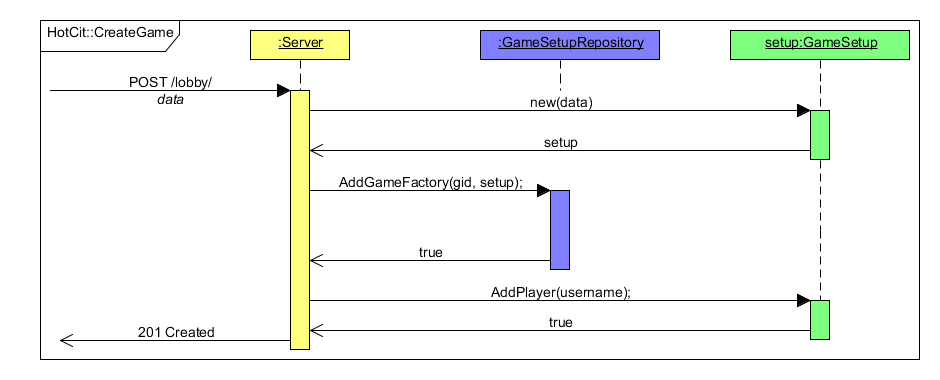 HotCit::CreateGame
:Server
:GameSetupRepository
setup:GameSetup
POST /lobby/
data
new(data)
setup
AddGameFactory(gid, setup);
true
AddPlayer(username);
true
201 Created